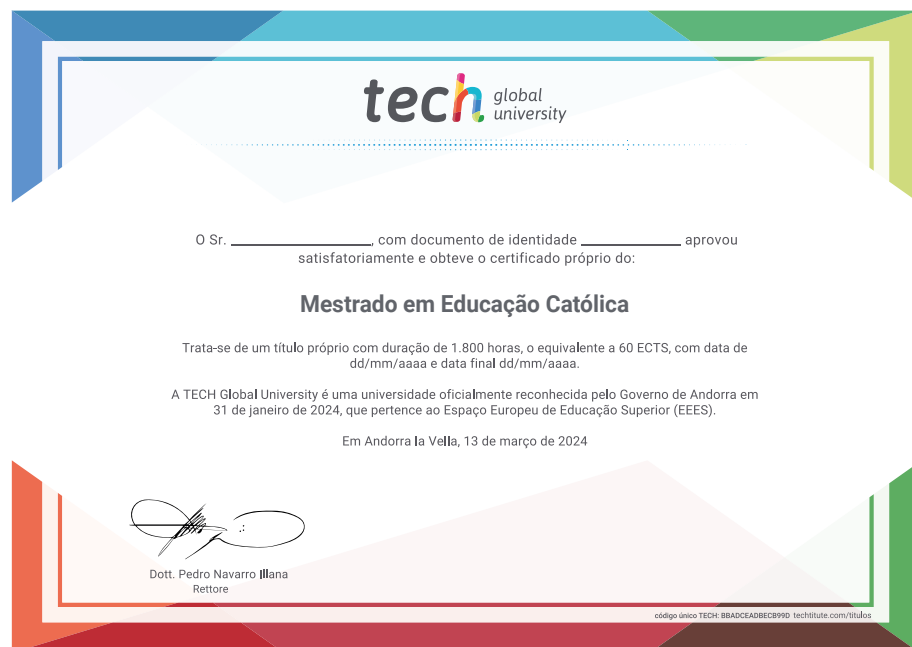 tech global university
O Sr. ____________, com documento de identidade ____________ aprovou
satisfatoriamente e obteve o certificado próprio do:
Mestrado em Educação Católica
Trata-se de um título próprio com duração de 1.800 horas, o equivalente a 60 ECTS, com data de
dd/mm/aaaa e data final dd/mm/aaaa.
A TECH Global University é uma universidade oficialmente reconhecida pelo Governo de Andorra em
31 de janeiro de 2024, que pertence ao Espaço Europeu de Educação Superior (EEES).
Em Andorra la Vella, 13 de março de 2024
Dott. Pedro Navarro Illana
Rettore
código único TECH: BBADCEADBECB99D techtitute.com/titulos